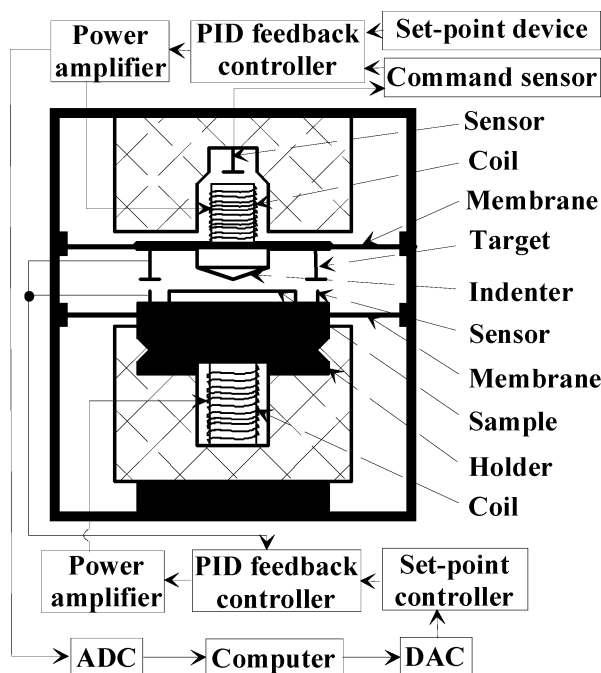 Power
amplifier
PID feedback
controller
Set-point device
Command sensor
Sensor
Coil
Membrane
Target
Indenter
Sensor
Membrane
Sample
Holder
Coil
Power
amplifier
PID feedback
controller
Set-point
controller
ADC
Computer
DAC